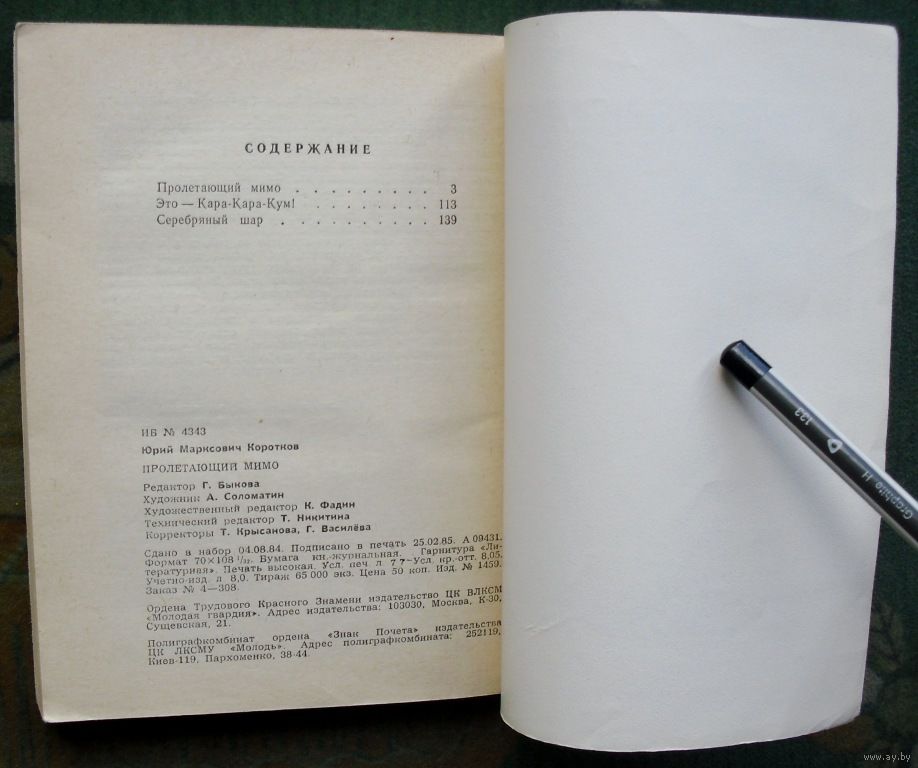 СОДЕРЖАНИЕ
Пролетающий мимо . . . . . . . . . 3
Это — Кара-Кара-Кум! . . . . . . . . 113
Серебряный шар . . . . . . . . . . 139
ИБ № 4343
Юрий Марксович Коротков
ПРОЛЕТАЮЩИЙ МИМО
Редактор Г. Быкова
Художник А. Соломатин
Художественный редактор К. Фадин
Технический редактор Т. Никитина
Корректоры Т. Крысанова, Г. Василёва
Сдано в набор 04.08.84. Подписано в печать 25.02.85. А 09431.
Формат 70×108 1/32. Бумага кн.-журнальная. Гарнитура «Ли-
тературная». Печать высокая. Усл. печ. л. 7,7. Усл. кр.-отт. 8,05.
Учетно-изд. л 8,0. Тираж 65 000 экз. Цена 50 коп. Изд. № 1459.
Заказ № 4—308.
Ордена Трудового Красного Знамени издательство ЦК ВЛКСМ
«Молодая гвардия». Адрес издательства: 103030, Москва, К-30,
Сущевская, 21.
Полиграфкомбинат ордена «Знак Почета» издательства
ЦК ЛКСМУ «Молодь». Адрес полиграфкомбината: 252119,
Киев-119, Пархоменко, 38-44.
123
Graphite H
www.ay.by